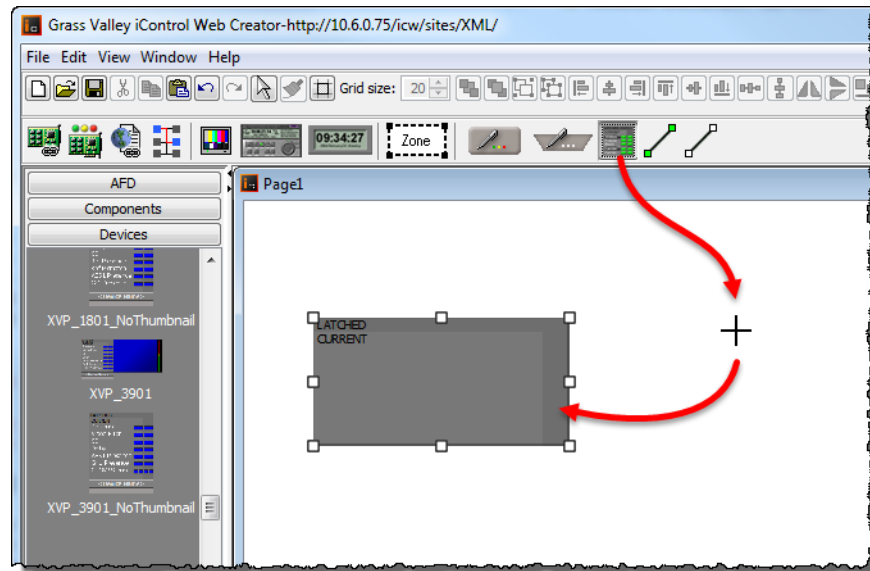 Grass Valley iControl Web Creator-http://10.6.0.75/icw/sites/XML/
File Edit View Window Help
Grid size: 20
09:34:27
Zone
AFD
Components
Devices
Page1
XVP_1801_NoThumbnail
LATCHED
CURRENT
XVP_3901
XVP_3901_NoThumbnail